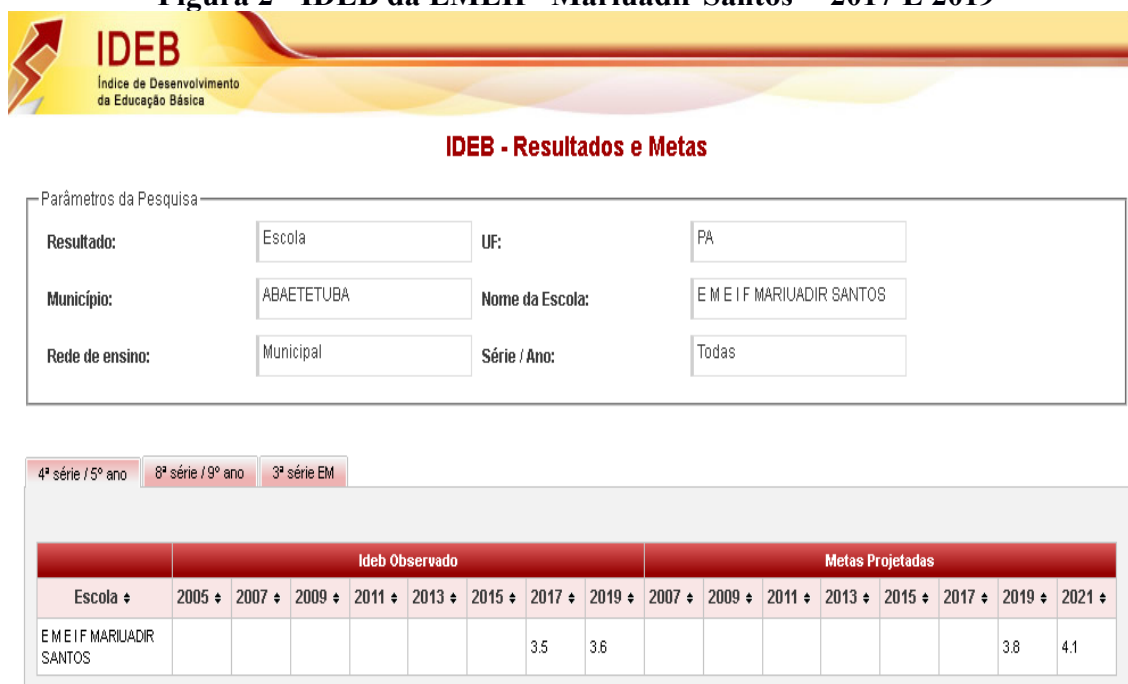 Figura 2 - IDEB da EMEIF "Mariuadir Santos" - 2017 E 2019
IDEB
Índice de Desenvolvimento
da Educação Básica
IDEB - Resultados e Metas
Parâmetros da Pesquisa
Resultado: Escola UF: PA
Município: ABAETETUBA Nome da Escola: E M E I F MARIUADIR SANTOS
Rede de ensino: Municipal Série / Ano: Todas
4ª série / 5º ano 8ª série / 9º ano 3ª série EM
Ideb Observado Metas Projetadas
Escola 2005 2007 2009 2011 2013 2015 2017 2019 2007 2009 2011 2013 2015 2017 2019 2021
E M E I F MARIUADIR
SANTOS 3.5 3.6 3.8 4.1